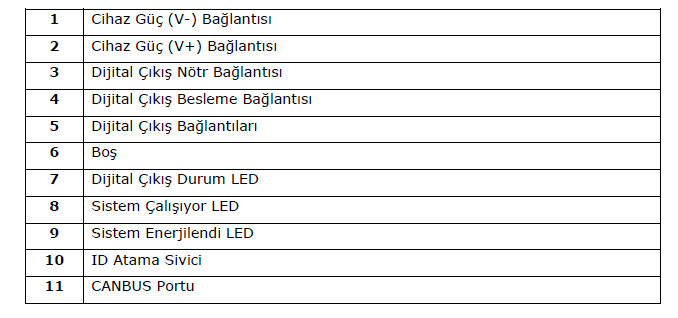 1 Cihaz Güç (V-) Bağlantısı
2 Cihaz Güç (V+) Bağlantısı
3 Dijital Çıkış Nötr Bağlantısı
4 Dijital Çıkış Besleme Bağlantısı
5 Dijital Çıkış Bağlantıları
6 Boş
7 Dijital Çıkış Durum LED
8 Sistem Çalışıyor LED
9 Sistem Enerjilendi LED
10 ID Atama Sivici
11 CANBUS Portu